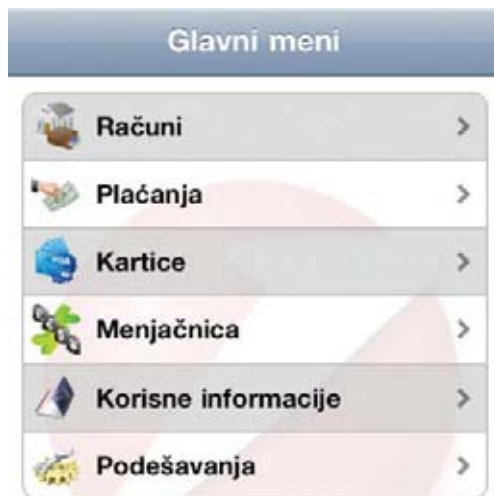 Glavni meni
Računi
Plaćanja
Kartice
Menjačnica
Korisne informacije
Podešavanja